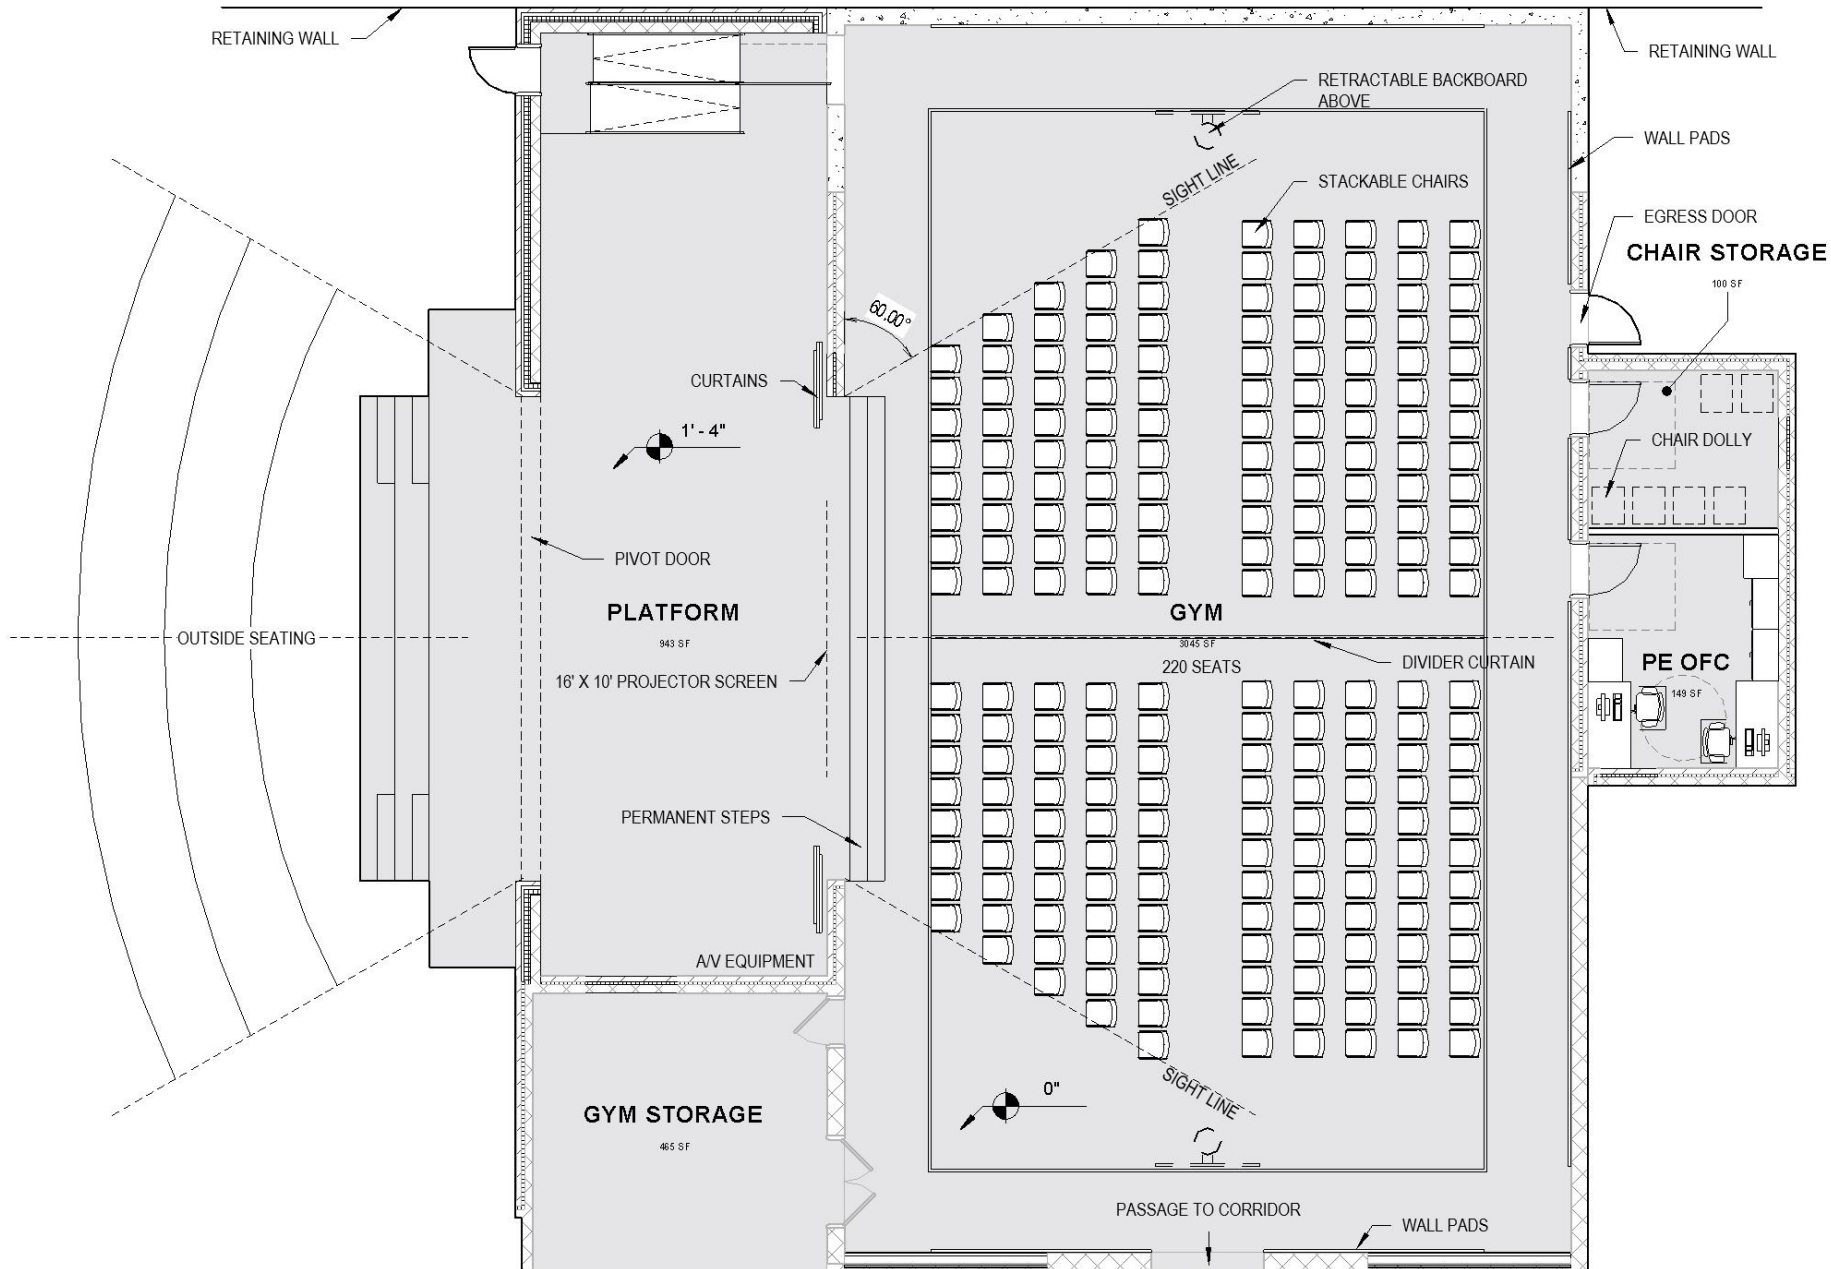 RETAINING WALL
RETAINING WALL
RETRACTABLE BACKBOARD
ABOVE
WALL PADS
SIGHT LINE
STACKABLE CHAIRS
EGRESS DOOR
CHAIR STORAGE
100 SF
60.00°
CURTAINS
1' - 4"
CHAIR DOLLY
PIVOT DOOR
PLATFORM
943 SF
GYM
3045 SF
220 SEATS
OUTSIDE SEATING
DIVIDER CURTAIN
PE OFC
149 SF
16' X 10' PROJECTOR SCREEN
PERMANENT STEPS
A/V EQUIPMENT
SIGHT LINE
0"
GYM STORAGE
465 SF
PASSAGE TO CORRIDOR
WALL PADS